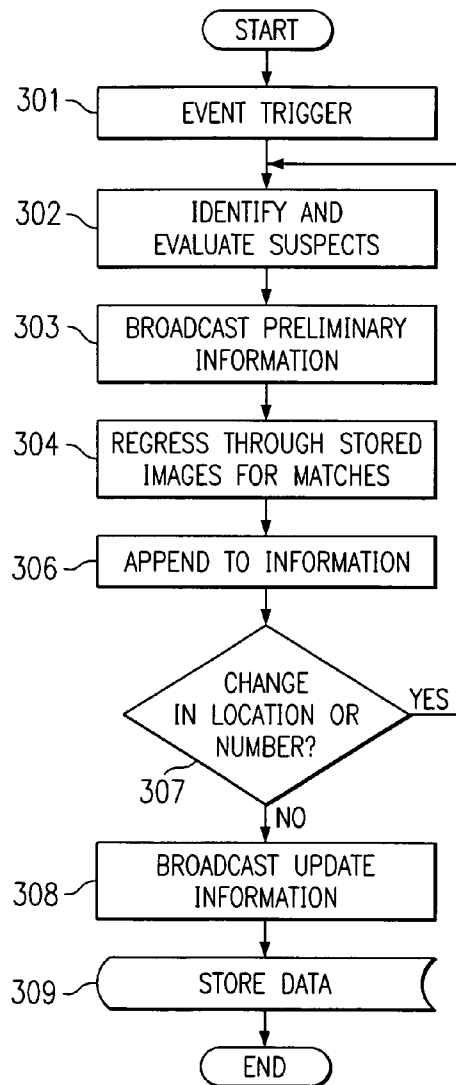 START
301
EVENT TRIGGER
302
IDENTIFY AND
EVALUATE SUSPECTS
303
BROADCAST PRELIMINARY
INFORMATION
304
REGRESS THROUGH STORED
IMAGES FOR MATCHES
306
APPEND TO INFORMATION
CHANGE
IN LOCATION OR
NUMBER?
YES
307
NO
308
BROADCAST UPDATE
INFORMATION
309
STORE DATA
END